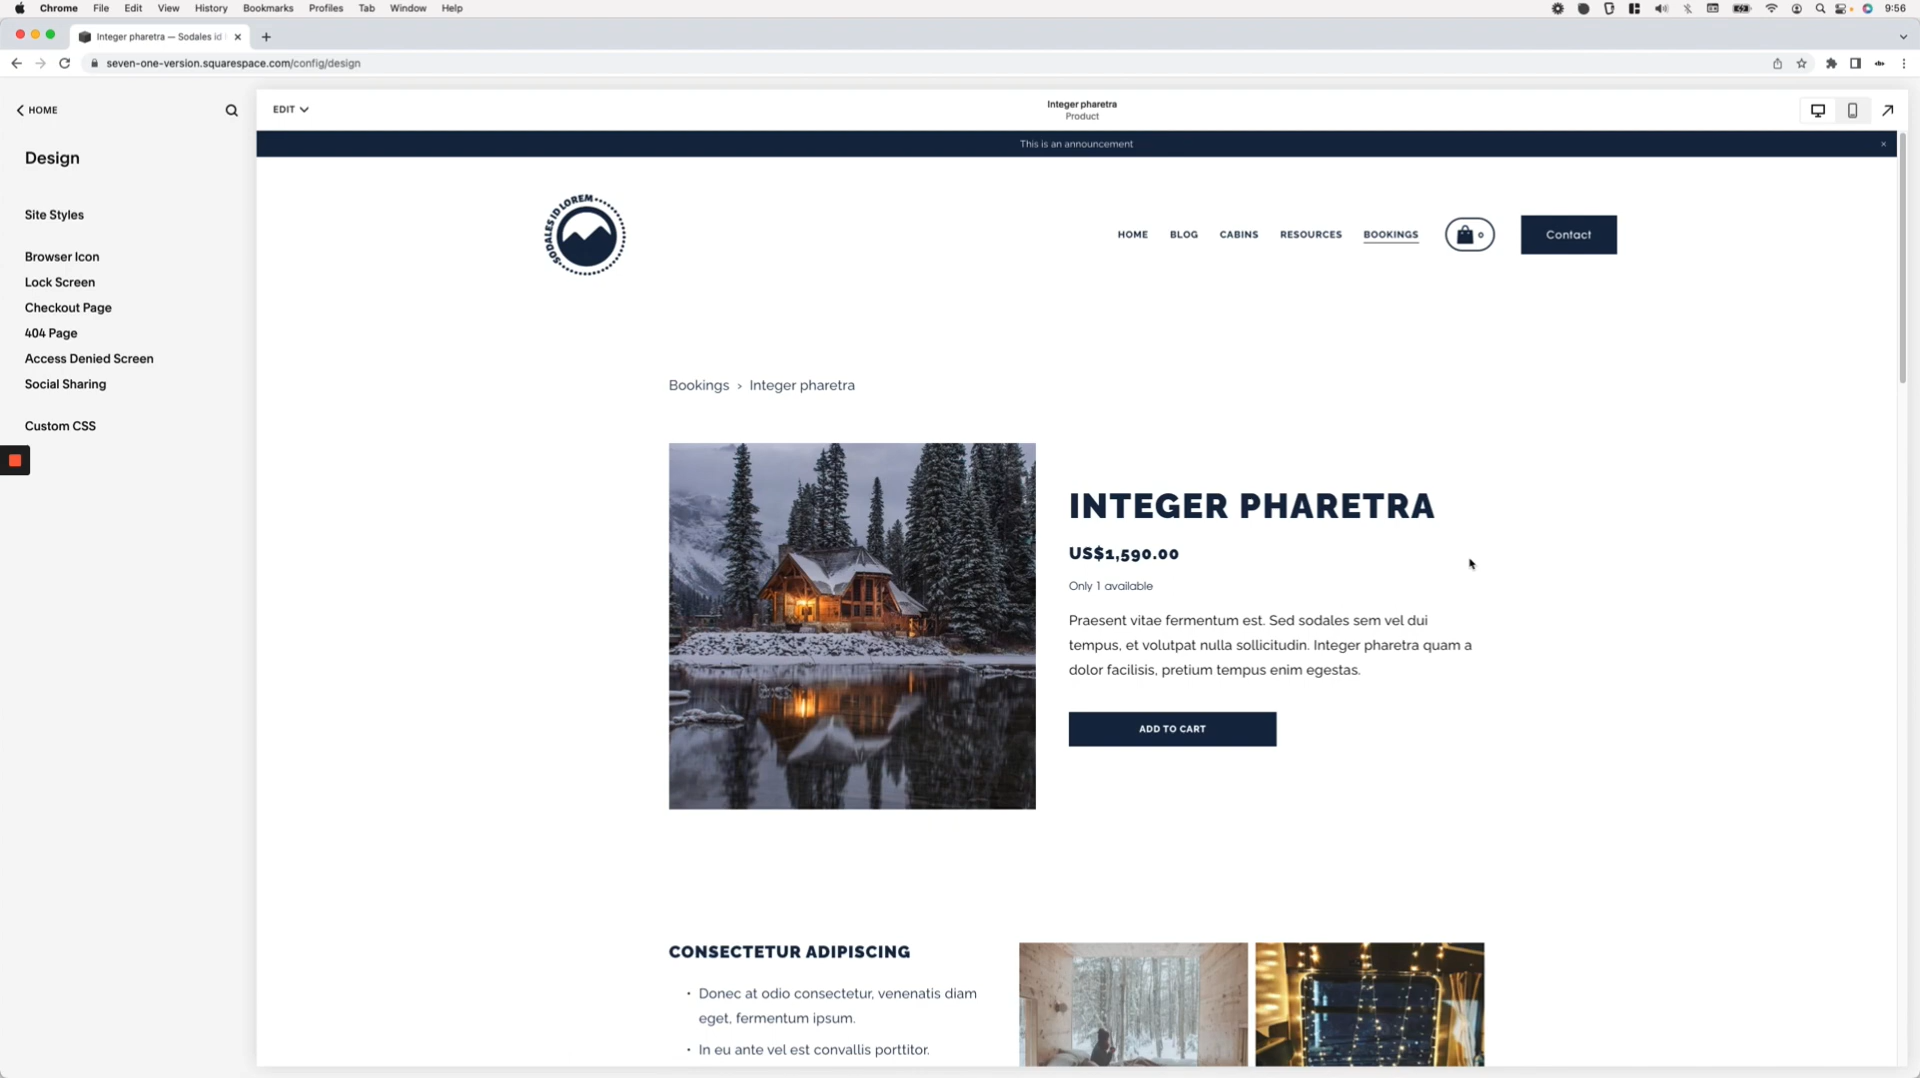 Chrome File Edit View History Bookmarks Profiles Tab Window Help 9:56
Integer pharetra — Sodales id
seven-one-version.squarespace.com/config/design
HOME
EDIT
Integer pharetra
Product
This is an announcement
Design
Site Styles
Browser Icon
Lock Screen
Checkout Page
404 Page
Access Denied Screen
Social Sharing
Custom CSS
SODALES ID LOREM
HOME BLOG CABINS RESOURCES BOOKINGS 0 Contact
Bookings › Integer pharetra
INTEGER PHARETRA
US$1,590.00
Only 1 available
Praesent vitae fermentum est. Sed sodales sem vel dui
tempus, et volutpat nulla sollicitudin. Integer pharetra quam a
dolor facilisis, pretium tempus enim egestas.
ADD TO CART
CONSECTETUR ADIPISCING
• Donec at odio consectetur, venenatis diam
eget, fermentum ipsum.
• In eu ante vel est convallis porttitor.